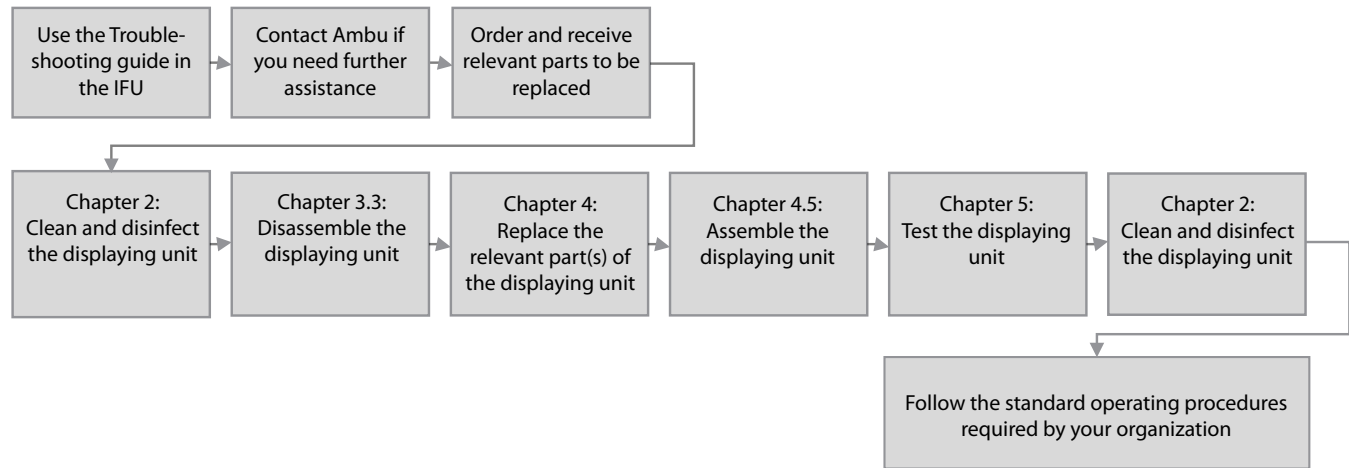 Use the Trouble-
shooting guide in
the IFU
Contact Ambu if
you need further
assistance
Order and receive
relevant parts to be
replaced
Chapter 2:
Clean and disinfect
the displaying unit
Chapter 3.3:
Disassemble the
displaying unit
Chapter 4:
Replace the
relevant part(s) of
the displaying unit
Chapter 4.5:
Assemble the
displaying unit
Chapter 5:
Test the displaying
unit
Chapter 2:
Clean and disinfect
the displaying unit
Follow the standard operating procedures
required by your organization